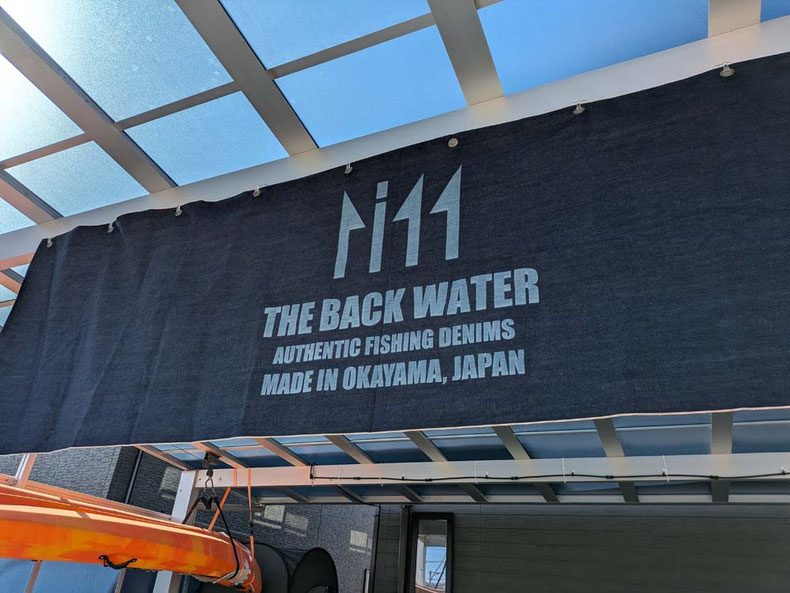 THE BACK WATER
AUTHENTIC FISHING DENIMS
MADE IN OKAYAMA, JAPAN